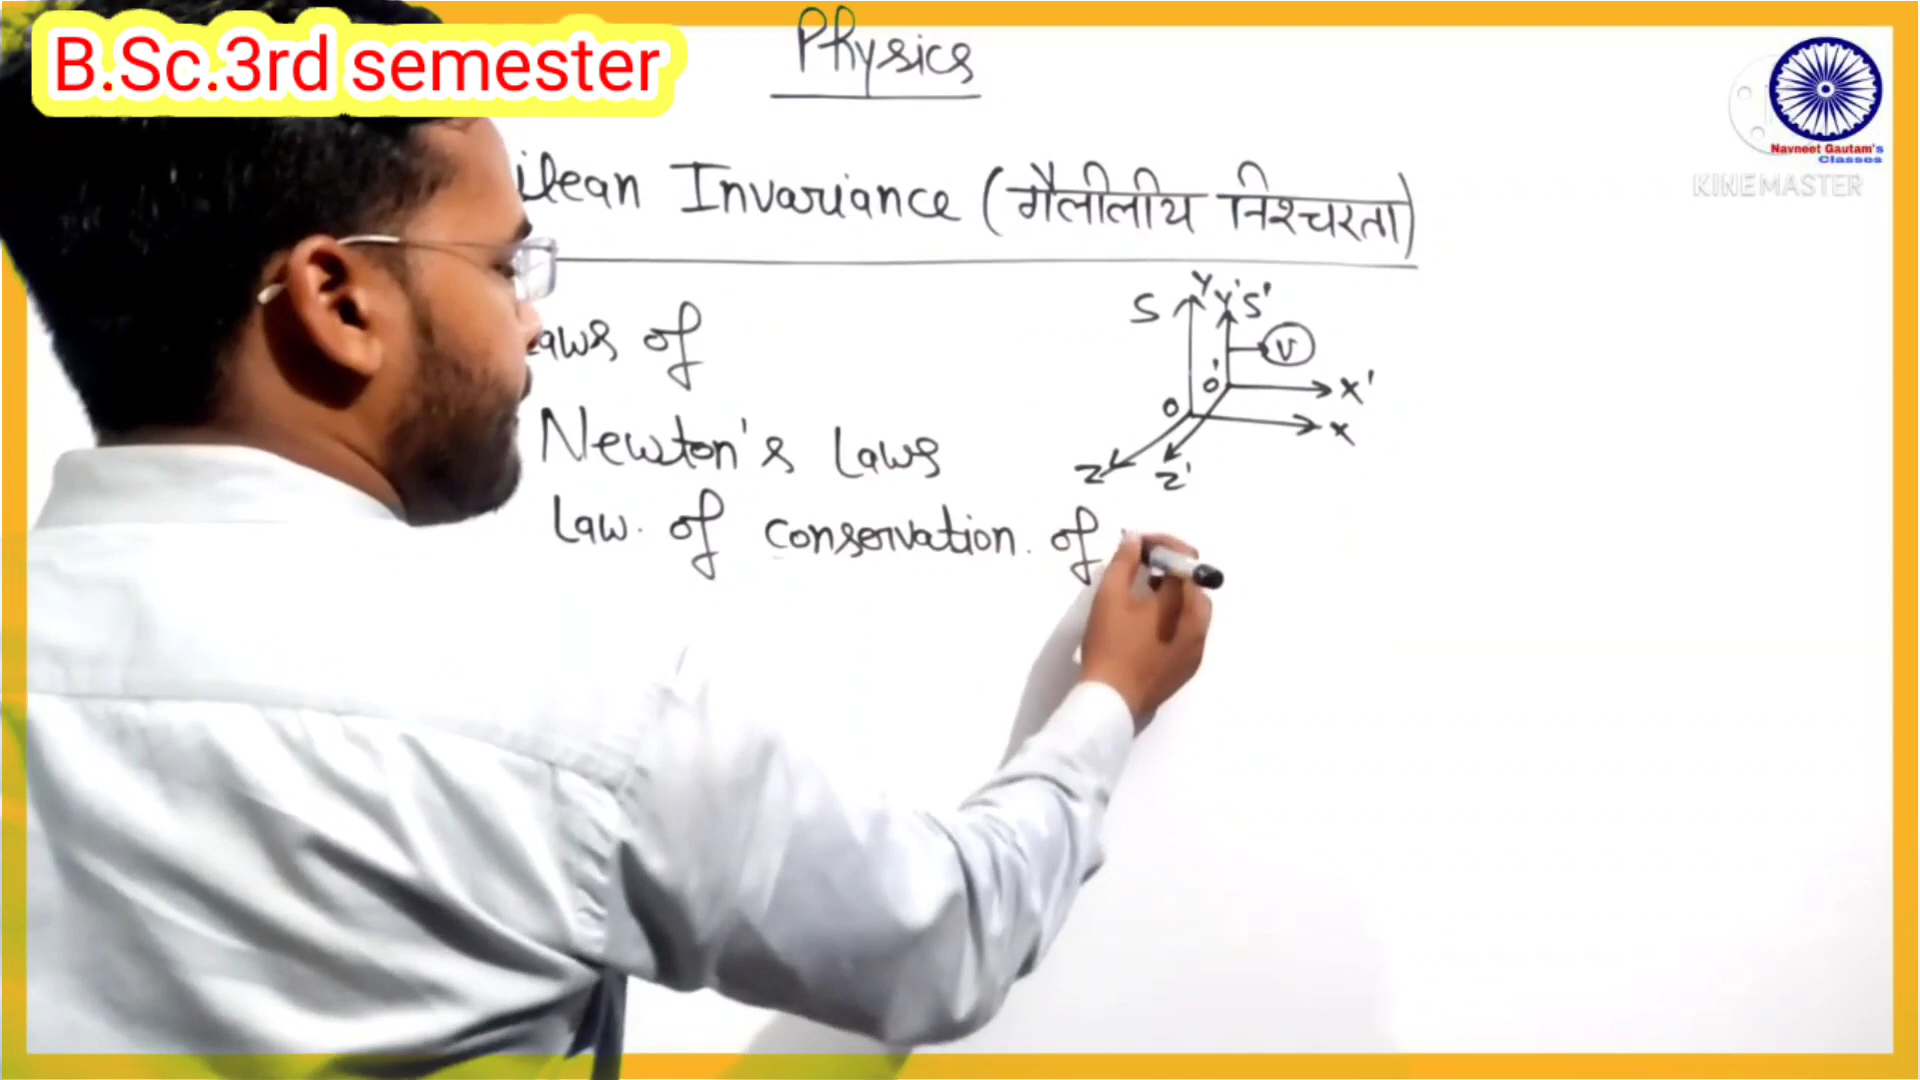 B.Sc.3rd semester
Physics
ilean Invariance (गैलीलीय निश्चरता)
aws of
S Y Y' S'
V
O' X'
O X
Z Z'
Newton's Laws
Law. of conservation. of
Navneet Gautam's
Classes
KINEMASTER